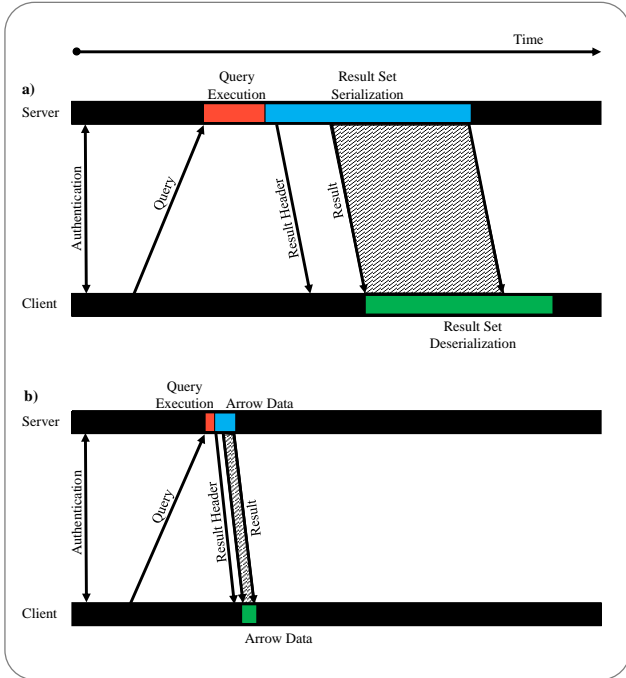 Time
a)
Query
Execution
Result Set
Serialization
Server
Authentication
Query
Result Header
Result
Client
Result Set
Deserialization
b)
Query
Execution
Arrow Data
Server
Authentication
Query
Result Header
Result
Client
Arrow Data